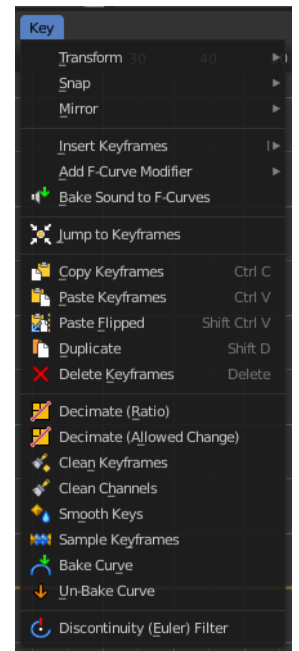 Key
Transform 30 40
Snap
Mirror
Insert Keyframes I
Add F-Curve Modifier
Bake Sound to F-Curves
Jump to Keyframes
Copy Keyframes Ctrl C
Paste Keyframes Ctrl V
Paste Flipped Shift Ctrl V
Duplicate Shift D
Delete Keyframes Delete
Decimate (Ratio)
Decimate (Allowed Change)
Clean Keyframes
Clean Channels
Smooth Keys
Sample Keyframes
Bake Curve
Un-Bake Curve
Discontinuity (Euler) Filter